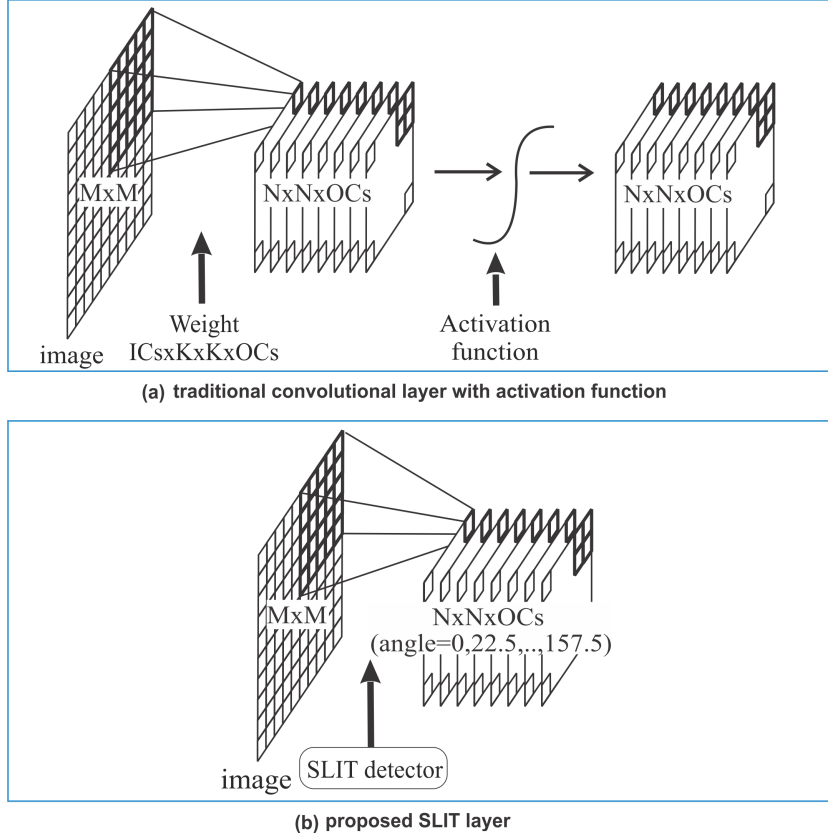 MxM
NxNxOCs
NxNxOCs
Weight
ICsxKxKxOCs
Activation
function
image
(a) traditional convolutional layer with activation function
MxM
NxNxOCs
(angle=0,22.5,..,157.5)
image
SLIT detector
(b) proposed SLIT layer